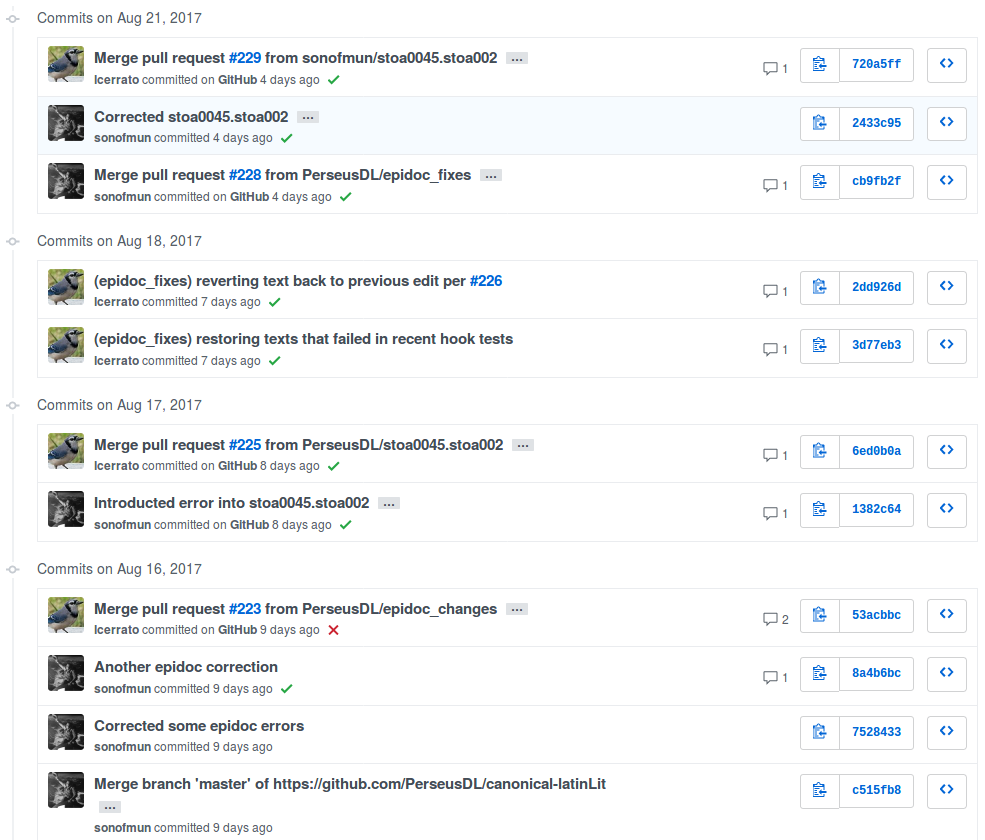 Commits on Aug 21, 2017
Merge pull request #229 from sonofmun/stoa0045.stoa002 …
lcerrato committed on GitHub 4 days ago
1
720a5ff
Corrected stoa0045.stoa002 …
sonofmun committed 4 days ago
2433c95
Merge pull request #228 from PerseusDL/epidoc_fixes …
sonofmun committed on GitHub 4 days ago
1
cb9fb2f
Commits on Aug 18, 2017
(epidoc_fixes) reverting text back to previous edit per #226
lcerrato committed 7 days ago
1
2dd926d
(epidoc_fixes) restoring texts that failed in recent hook tests
lcerrato committed 7 days ago
1
3d77eb3
Commits on Aug 17, 2017
Merge pull request #225 from PerseusDL/stoa0045.stoa002 …
lcerrato committed on GitHub 8 days ago
1
6ed0b0a
Introducted error into stoa0045.stoa002 …
sonofmun committed on GitHub 8 days ago
1
1382c64
Commits on Aug 16, 2017
Merge pull request #223 from PerseusDL/epidoc_changes …
lcerrato committed on GitHub 9 days ago
2
53acbbc
Another epidoc correction
sonofmun committed 9 days ago
1
8a4b6bc
Corrected some epidoc errors
sonofmun committed 9 days ago
7528433
Merge branch 'master' of https://github.com/PerseusDL/canonical-latinLit
…
sonofmun committed 9 days ago
c515fb8